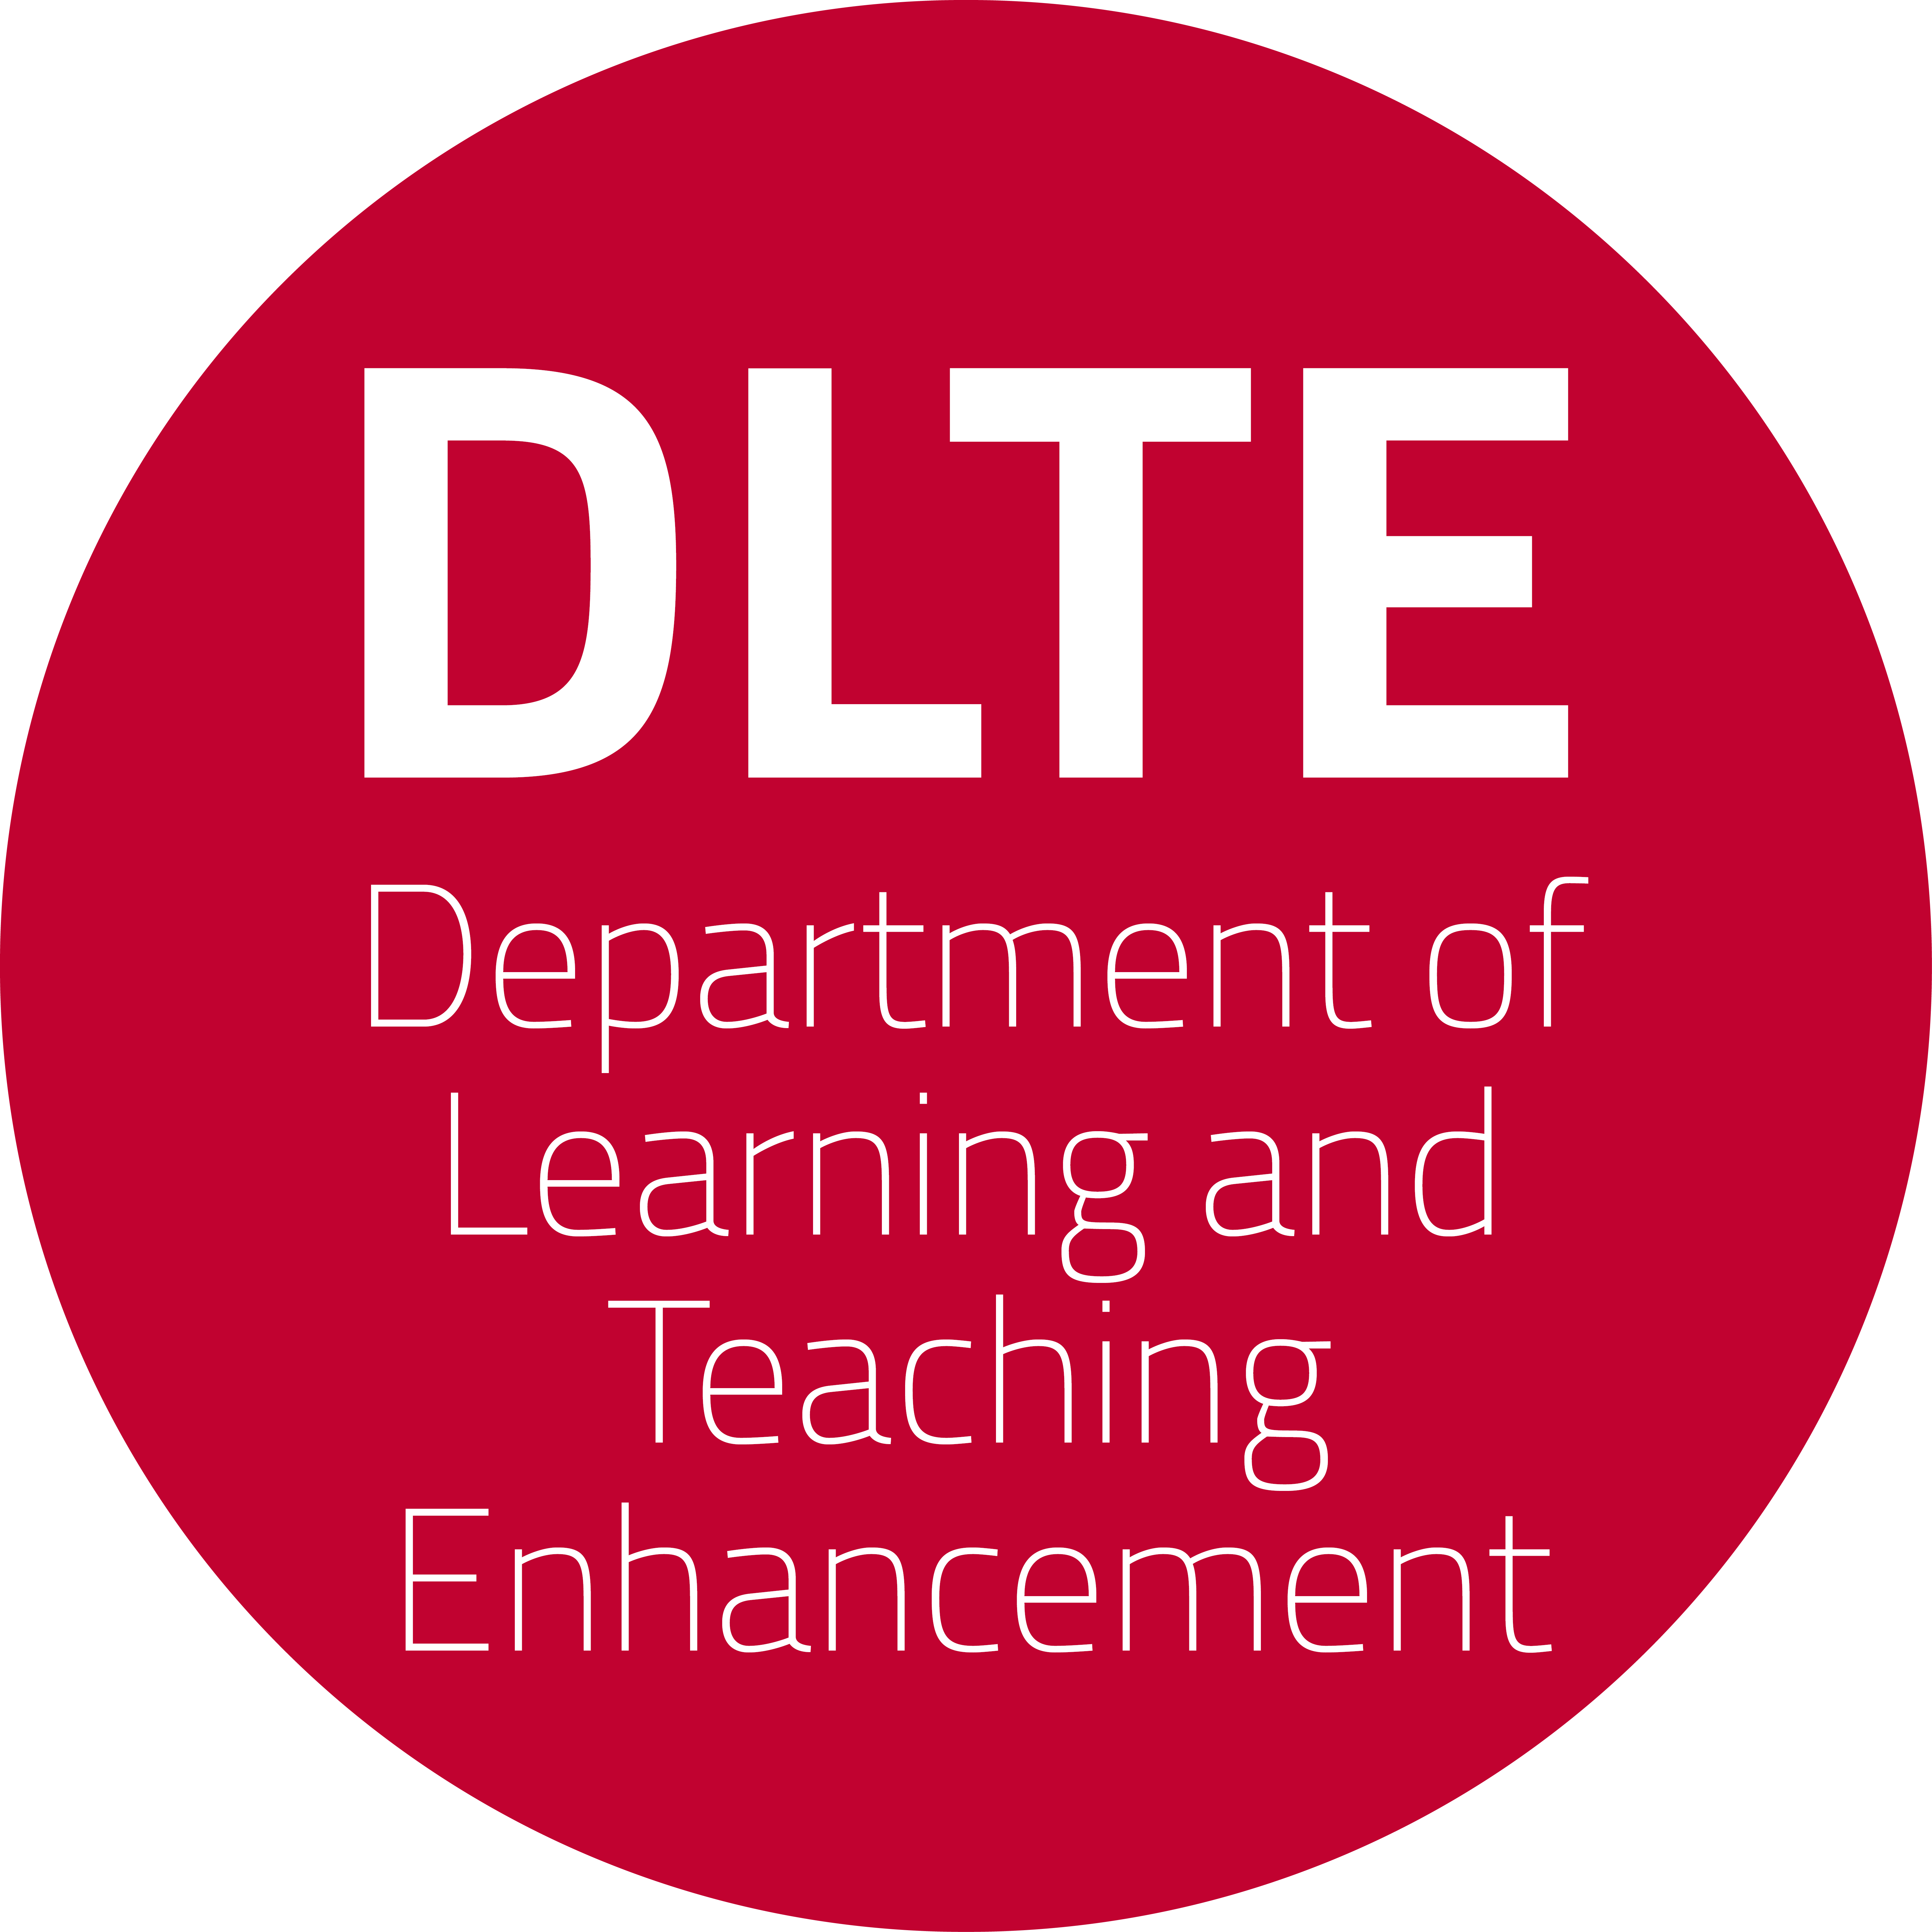 DLTE
Department of
Learning and
Teaching
Enhancement